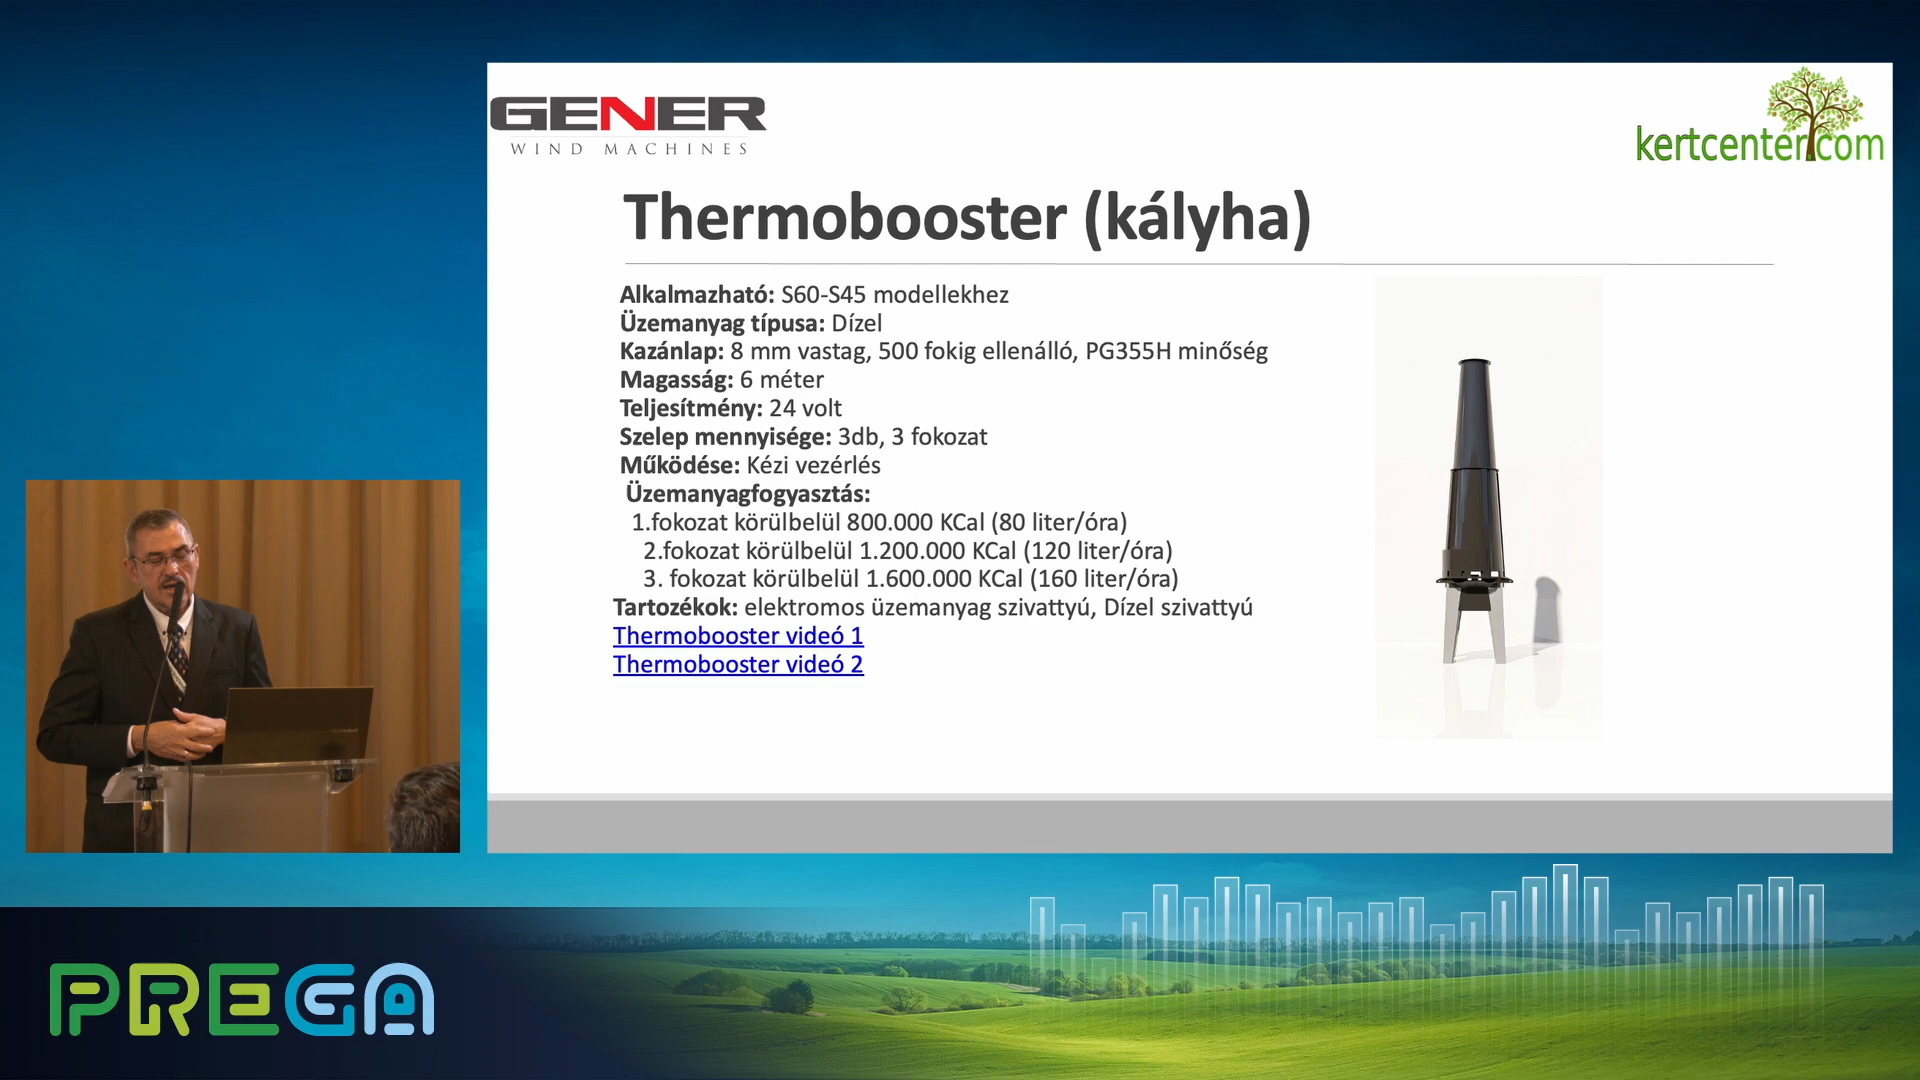 GENER
WIND MACHINES
kertcenter.com
Thermobooster (kályha)
Alkalmazható: S60-S45 modellekhez
Üzemanyag típusa: Dízel
Kazánlap: 8 mm vastag, 500 fokig ellenálló, PG355H minőség
Magasság: 6 méter
Teljesítmény: 24 volt
Szelep mennyisége: 3db, 3 fokozat
Működése: Kézi vezérlés
Üzemanyagfogyasztás:
1.fokozat körülbelül 800.000 KCal (80 liter/óra)
2.fokozat körülbelül 1.200.000 KCal (120 liter/óra)
3. fokozat körülbelül 1.600.000 KCal (160 liter/óra)
Tartozékok: elektromos üzemanyag szivattyú, Dízel szivattyú
Thermobooster videó 1
Thermobooster videó 2
PREGA